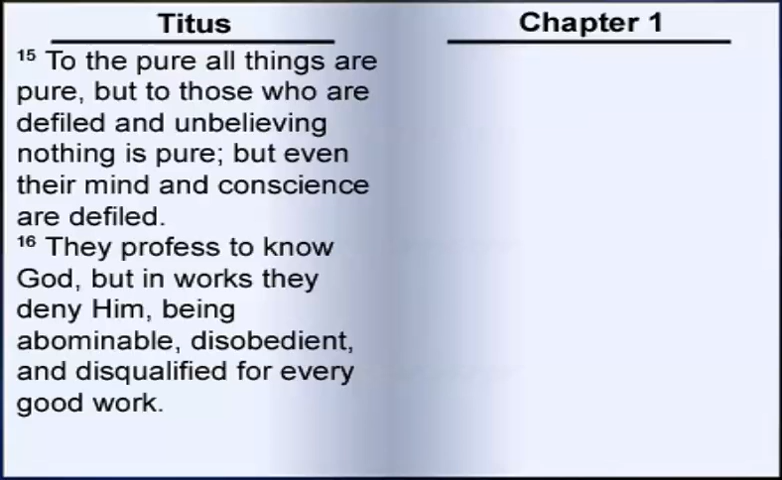 Titus
Chapter 1
15 To the pure all things are
pure, but to those who are
defiled and unbelieving
nothing is pure; but even
their mind and conscience
are defiled.
16 They profess to know
God, but in works they
deny Him, being
abominable, disobedient,
and disqualified for every
good work.